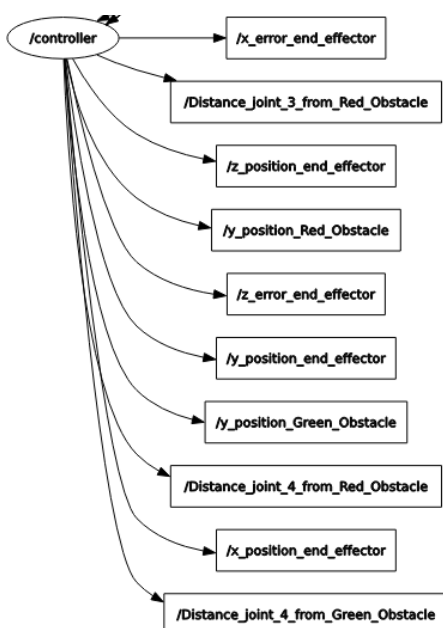 /controller
/x_error_end_effector
/Distance_joint_3_from_Red_Obstacle
/z_position_end_effector
/y_position_Red_Obstacle
/z_error_end_effector
/y_position_end_effector
/y_position_Green_Obstacle
/Distance_joint_4_from_Red_Obstacle
/x_position_end_effector
/Distance_joint_4_from_Green_Obstacle